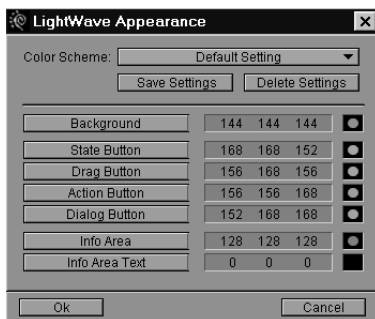 LightWave Appearance
Color Scheme: Default Setting
Save Settings Delete Settings
Background 144 144 144
State Button 168 168 152
Drag Button 156 168 156
Action Button 156 156 168
Dialog Button 152 168 168
Info Area 128 128 128
Info Area Text 0 0 0
Ok Cancel